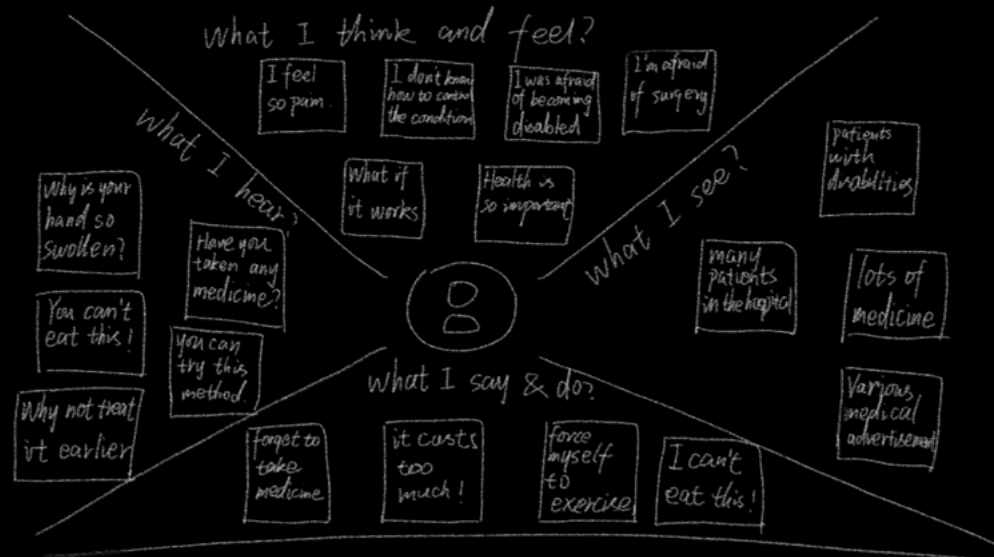 What I think and feel?
I feel
so pain.
I don't know
how to control
the condition
I was afraid
of becoming
disabled
I'm afraid
of surgery
What if
it works
Health is
so important
What I hear?
Why is your
hand so
swollen?
Have you
taken any
medicine?
You can't
eat this!
you can
try this
method.
Why not treat
it earlier
What I see?
patients
with
disabilities
many
patients
in the hospital
lots of
medicine
Various
medical
advertisement
What I say & do?
forget to
take
medicine
it costs
too
much!
force
myself
to
exercise
I can't
eat this!